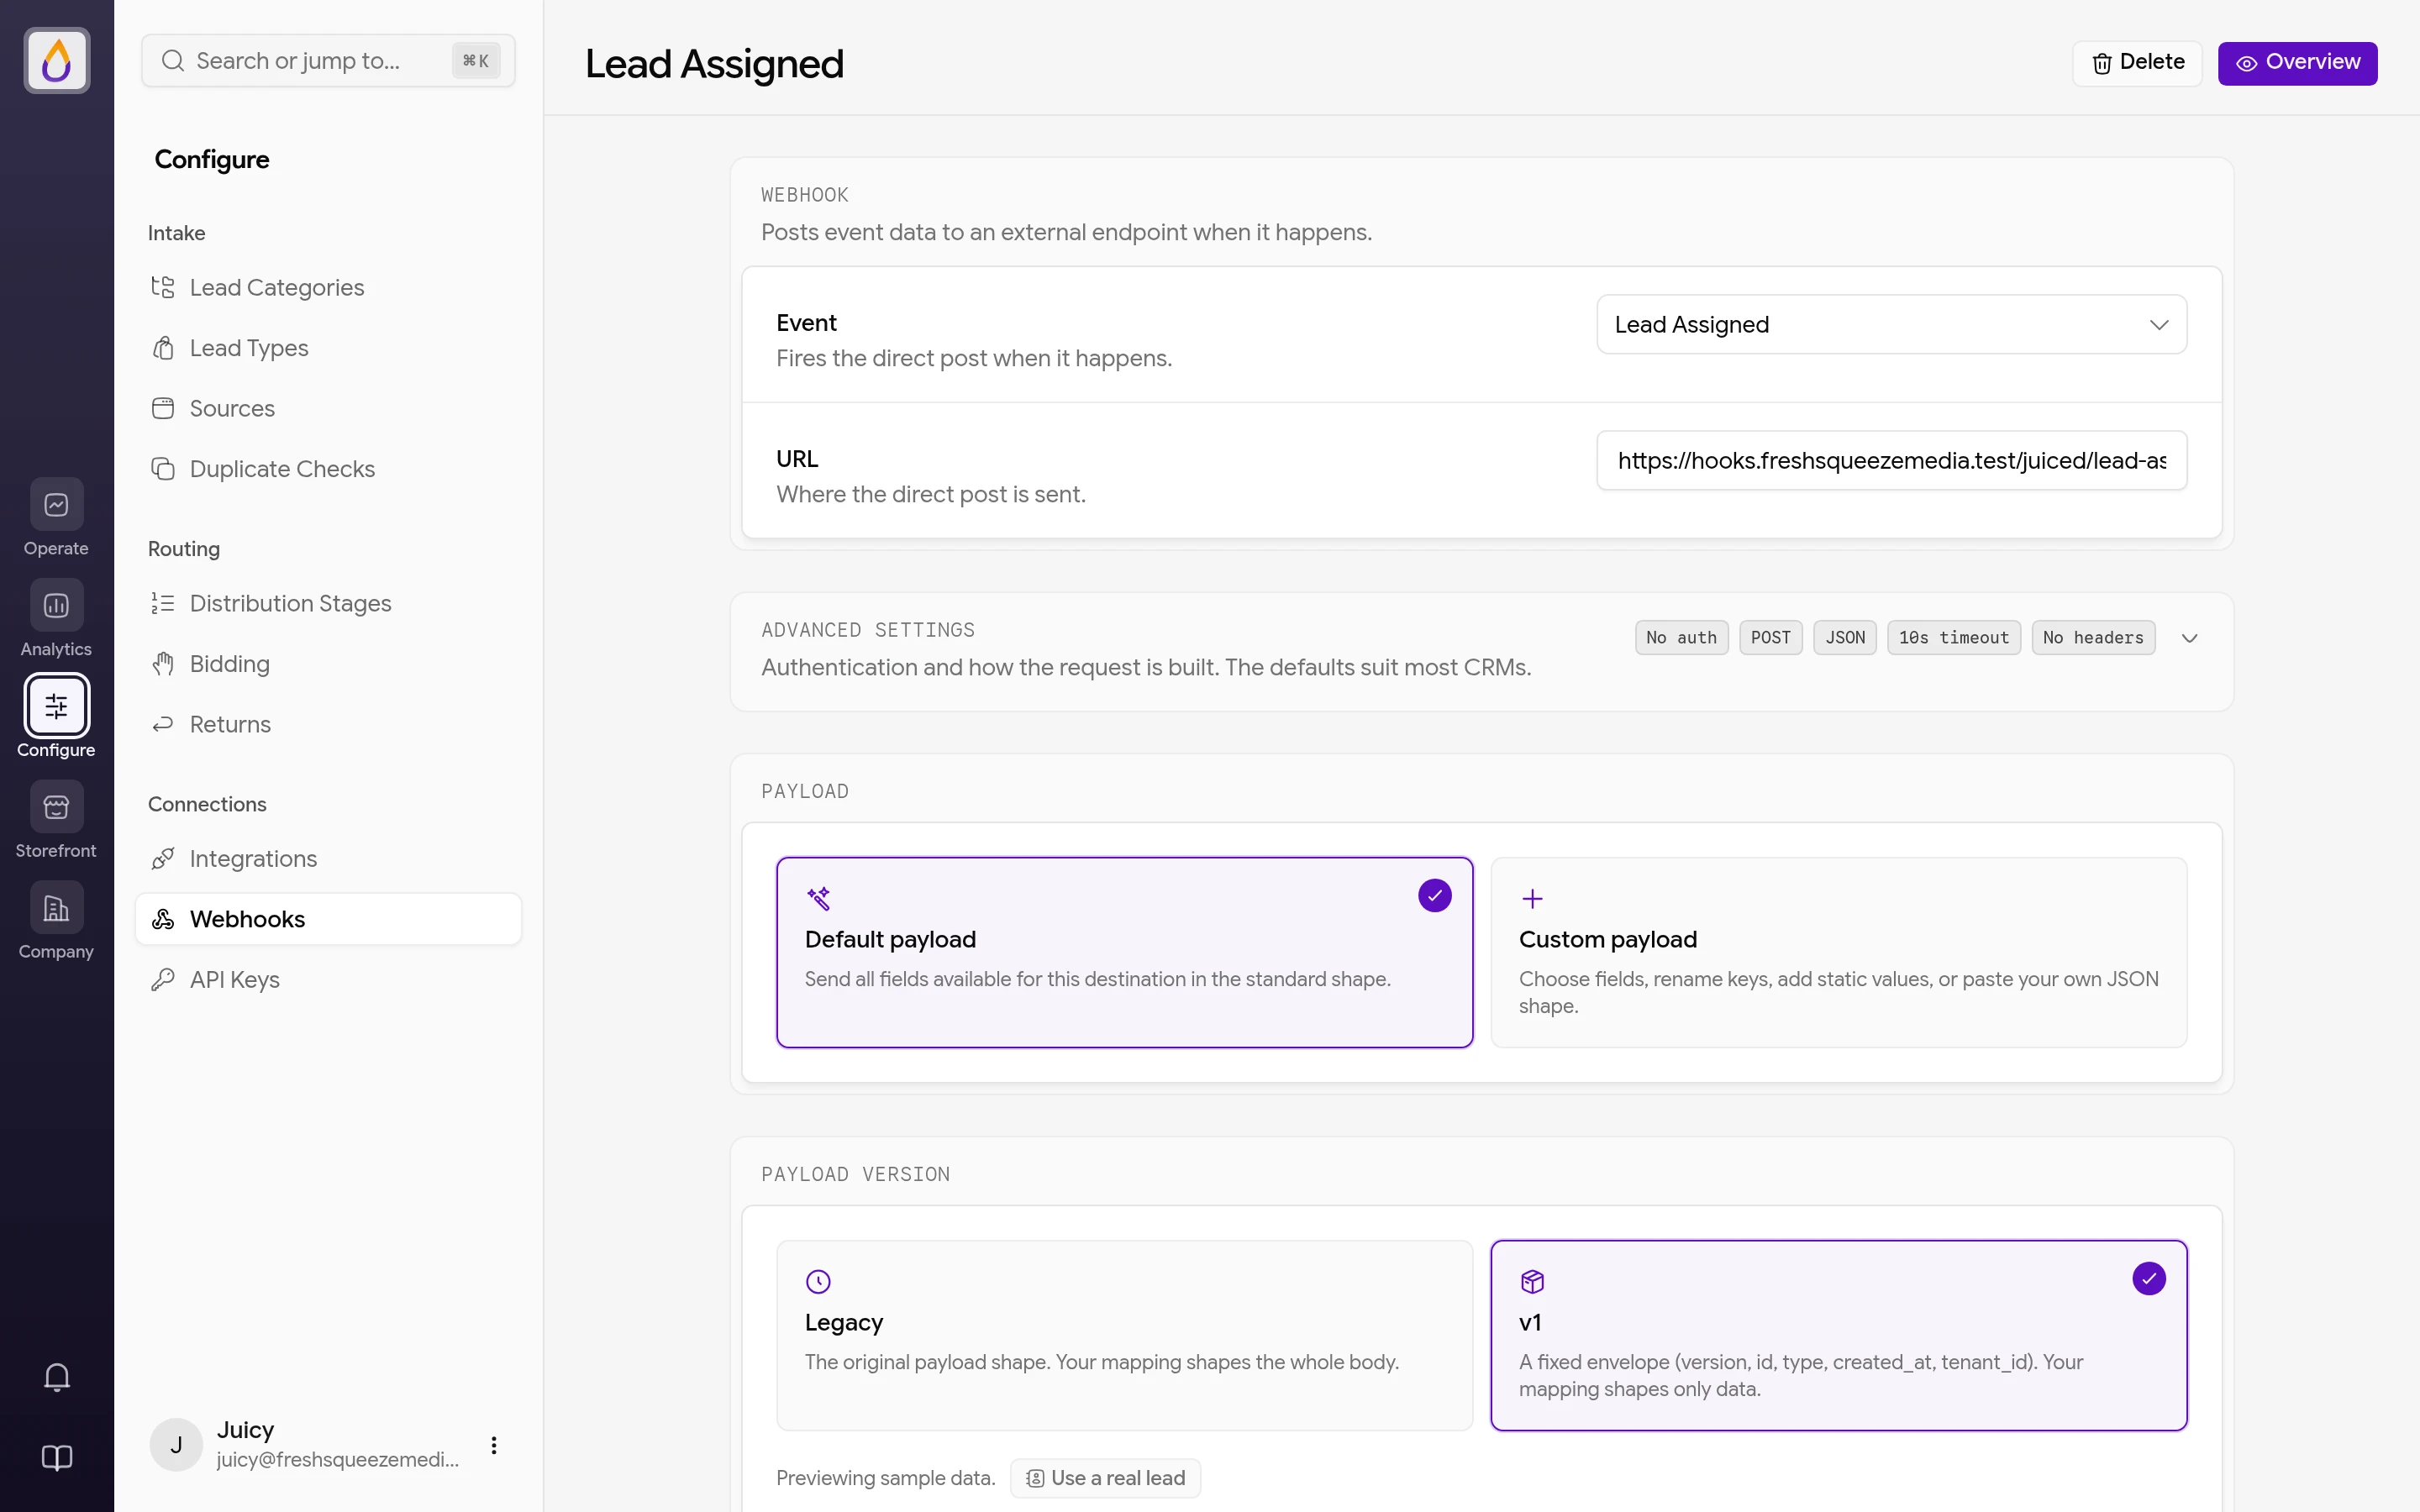 Search or jump to...
⌘K
Configure
Intake
Lead Categories
Lead Types
Sources
Duplicate Checks
Routing
Distribution Stages
Bidding
Returns
Connections
Integrations
Webhooks
API Keys
Operate
Analytics
Configure
Storefront
Company
J
Juicy
juicy@freshsqueezemedi...
Lead Assigned
Delete
Overview
WEBHOOK
Posts event data to an external endpoint when it happens.
Event
Fires the direct post when it happens.
Lead Assigned
URL
Where the direct post is sent.
https://hooks.freshsqueezemedia.test/juiced/lead-as
ADVANCED SETTINGS
Authentication and how the request is built. The defaults suit most CRMs.
No auth
POST
JSON
10s timeout
No headers
PAYLOAD
Default payload
Send all fields available for this destination in the standard shape.
Custom payload
Choose fields, rename keys, add static values, or paste your own JSON
shape.
PAYLOAD VERSION
Legacy
The original payload shape. Your mapping shapes the whole body.
v1
A fixed envelope (version, id, type, created_at, tenant_id). Your
mapping shapes only data.
Previewing sample data.
Use a real lead